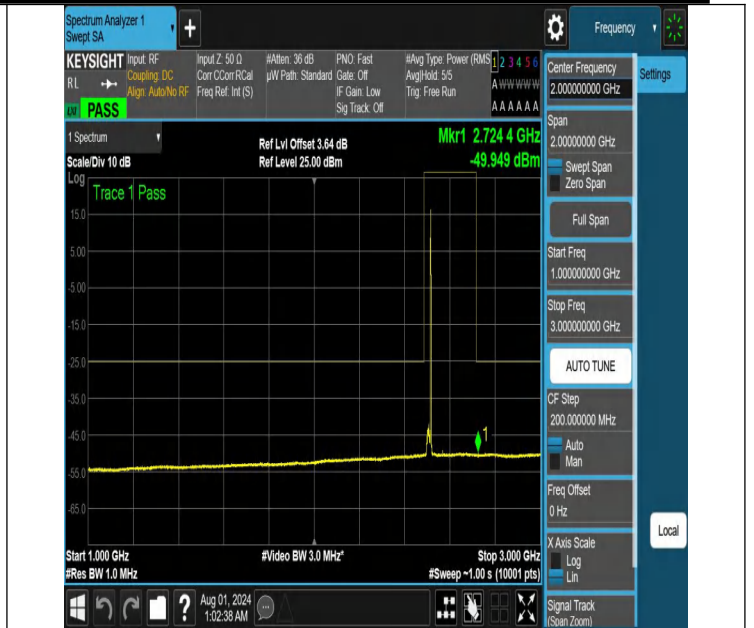 Spectrum Analyzer 1
Swept SA
+
Frequency
KEYSIGHT
RL
PASS
Input: RF
Coupling: DC
Align: Auto/No RF
Input Z: 50 Ω
Corr CCorr RCal
Freq Ref: Int (S)
#Atten: 36 dB
µW Path: Standard
PNO: Fast
Gate: Off
IF Gain: Low
Sig Track: Off
#Avg Type: Power (RMS
Avg|Hold: 5/5
Trig: Free Run
1 2 3 4 5 6
A W W W W W
A A A A A A
1 Spectrum
Scale/Div 10 dB
Ref Lvl Offset 3.64 dB
Ref Level 25.00 dBm
Mkr1 2.724 4 GHz
-49.949 dBm
Log
Trace 1 Pass
15.0
5.00
-5.00
-15.0
-25.0
-35.0
-45.0
-55.0
-65.0
1
Start 1.000 GHz
#Res BW 1.0 MHz
#Video BW 3.0 MHz*
Stop 3.000 GHz
#Sweep ~1.00 s (10001 pts)
Center Frequency
2.000000000 GHz
Span
2.00000000 GHz
Swept Span
Zero Span
Full Span
Start Freq
1.000000000 GHz
Stop Freq
3.000000000 GHz
AUTO TUNE
CF Step
200.000000 MHz
Auto
Man
Freq Offset
0 Hz
X Axis Scale
Log
Lin
Signal Track
(Span Zoom)
Settings
Local
?
Aug 01, 2024
1:02:38 AM